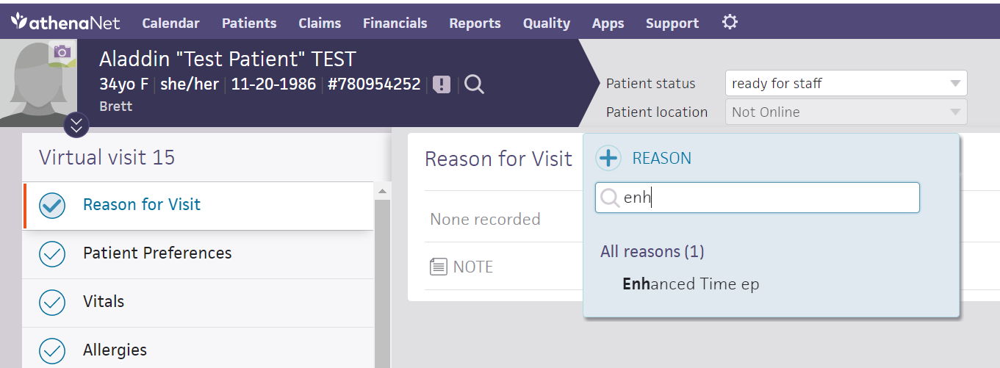 athenaNet Calendar Patients Claims Financials Reports Quality Apps Support
Aladdin "Test Patient" TEST
34yo F she/her 11-20-1986 #780954252
Brett
Patient status ready for staff
Patient location Not Online
Virtual visit 15
Reason for Visit
Patient Preferences
Vitals
Allergies
Reason for Visit
None recorded
NOTE
REASON
enh
All reasons (1)
Enhanced Time ep